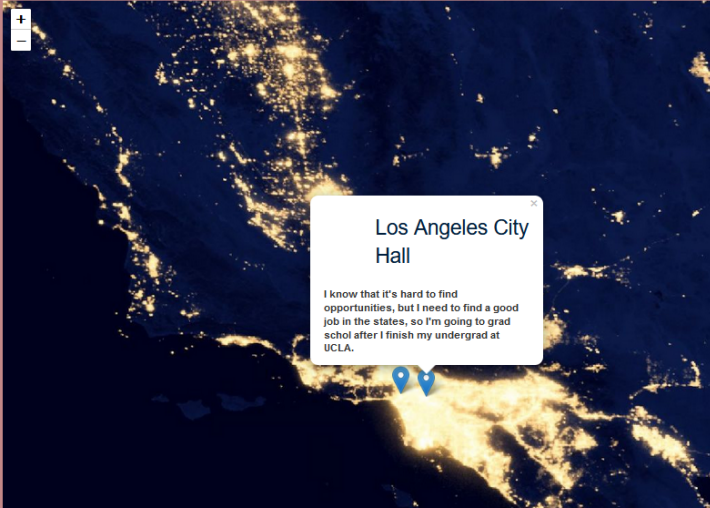 +
−
×
Los Angeles City
Hall
I know that it's hard to find
opportunities, but I need to find a good
job in the states, so I'm going to grad
schol after I finish my undergrad at
UCLA.